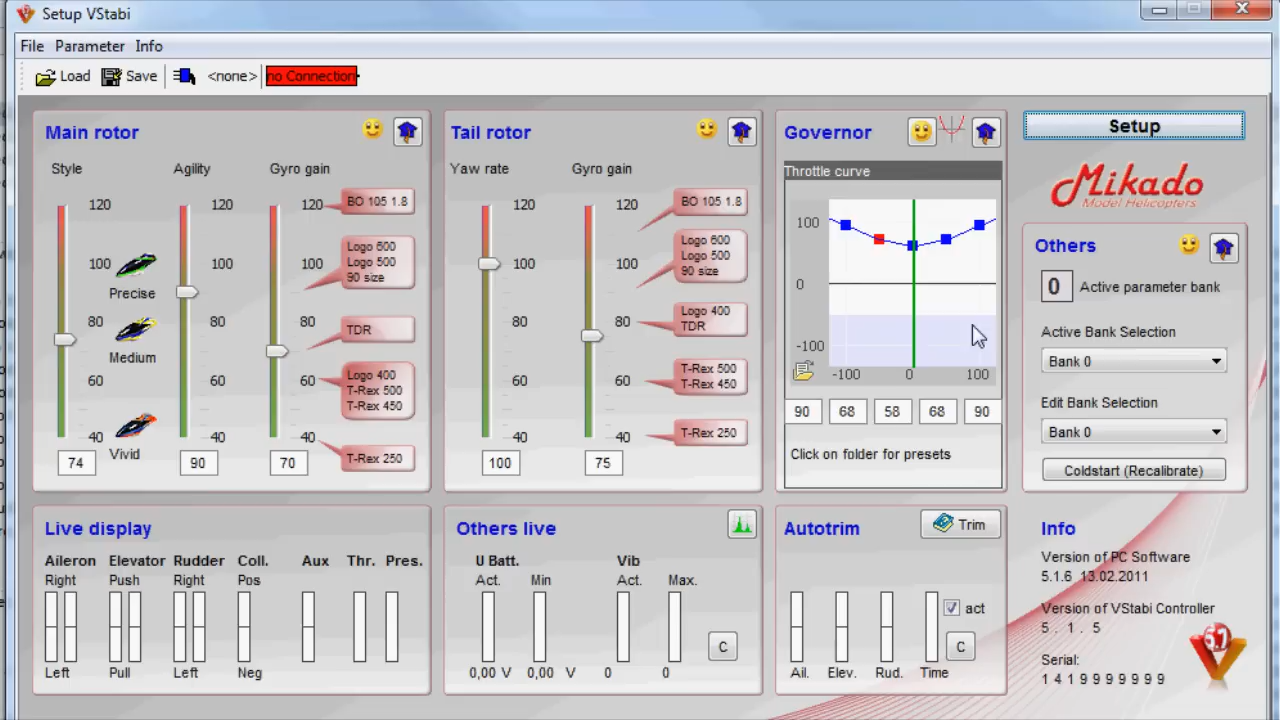 Setup VStabi
File Parameter Info
Load Save <none> no Connection
Main rotor
Style Agility Gyro gain
120 120 120
100 100 100
80 80 80
60 60 60
40 40 40
Precise
Medium
Vivid
BO 105 1.8
Logo 600
Logo 500
90 size
TDR
Logo 400
T-Rex 500
T-Rex 450
T-Rex 250
74 90 70
Tail rotor
Yaw rate Gyro gain
120 120
100 100
80 80
60 60
40 40
BO 105 1.8
Logo 600
Logo 500
90 size
Logo 400
TDR
T-Rex 500
T-Rex 450
T-Rex 250
100 75
Governor
Throttle curve
100
0
-100
-100 0 100
90 68 58 68 90
Click on folder for presets
Setup
Mikado
Model Helicopters
Others
0 Active parameter bank
Active Bank Selection
Bank 0
Edit Bank Selection
Bank 0
Coldstart (Recalibrate)
Live display
Aileron Elevator Rudder Coll. Aux Thr. Pres.
Right Push Right Pos
Left Pull Left Neg
Others live
U Batt. Vib
Act. Min Act. Max.
C
0,00 V 0,00 V 0 0
Autotrim
Trim
act
C
Ail. Elev. Rud. Time
Info
Version of PC Software
5.1.6 13.02.2011
Version of VStabi Controller
5 . 1 . 5
Serial:
1 4 1 9 9 9 9 9 9 9
5.1